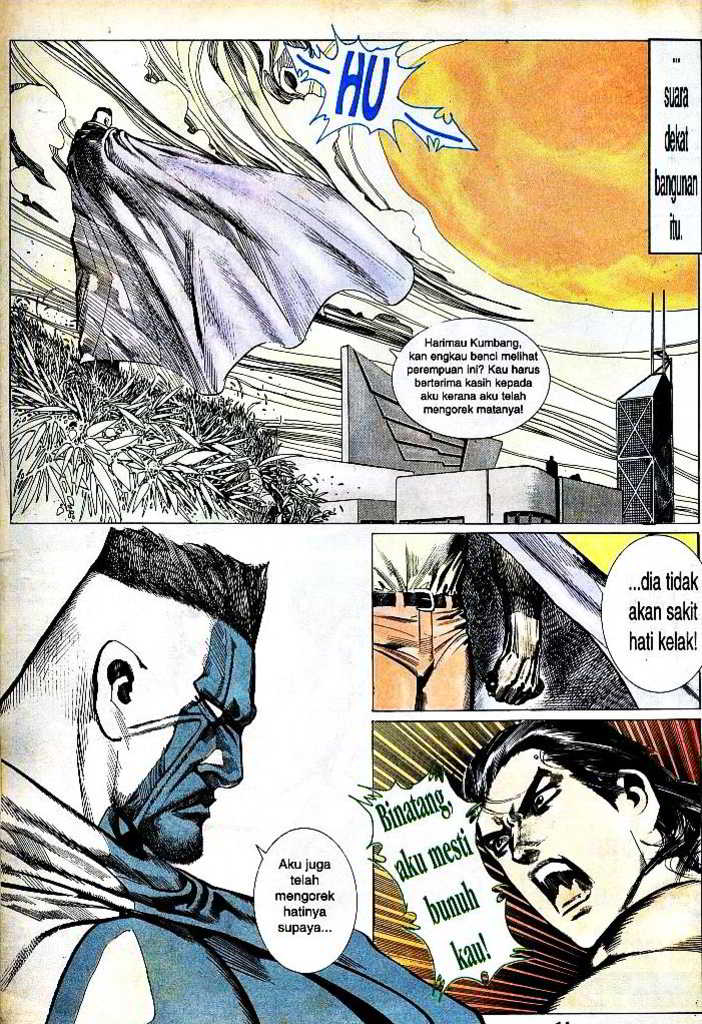 HU
...
suara
dekat
bangunan
itu.
Harimau Kumbang,
kan engkau benci melihat
perempuan ini? Kau harus
berterima kasih kepada
aku kerana aku telah
mengorek matanya!
...dia tidak
akan sakit
hati kelak!
Aku juga
telah
mengorek
hatinya
supaya...
Binatang,
aku mesti
bunuh
kau!